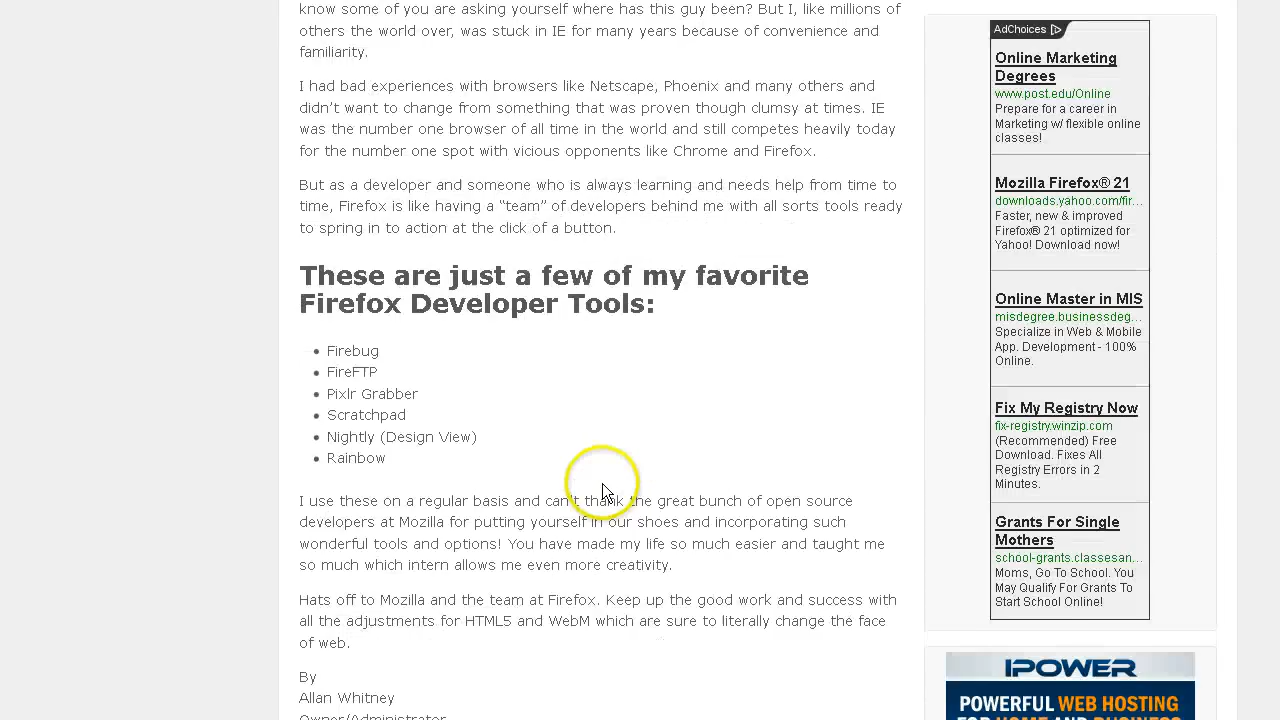 know some of you are asking yourself where has this guy been? But I, like millions of
others the world over, was stuck in IE for many years because of convenience and
familiarity.
I had bad experiences with browsers like Netscape, Phoenix and many others and
didn't want to change from something that was proven though clumsy at times. IE
was the number one browser of all time in the world and still competes heavily today
for the number one spot with vicious opponents like Chrome and Firefox.
But as a developer and someone who is always learning and needs help from time to
time, Firefox is like having a "team" of developers behind me with all sorts tools ready
to spring in to action at the click of a button.
These are just a few of my favorite
Firefox Developer Tools:
Firebug
FireFTP
Pixlr Grabber
Scratchpad
Nightly (Design View)
Rainbow
I use these on a regular basis and can't thank the great bunch of open source
developers at Mozilla for putting yourself in our shoes and incorporating such
wonderful tools and options! You have made my life so much easier and taught me
so much which intern allows me even more creativity.
Hats off to Mozilla and the team at Firefox. Keep up the good work and success with
all the adjustments for HTML5 and WebM which are sure to literally change the face
of web.
By
Allan Whitney
Owner/Administrator
AdChoices
Online Marketing
Degrees
www.post.edu/Online
Prepare for a career in
Marketing w/ flexible online
classes!
Mozilla Firefox® 21
downloads.yahoo.com/fir...
Faster, new & improved
Firefox® 21 optimized for
Yahoo! Download now!
Online Master in MIS
misdegree.businessdeg...
Specialize in Web & Mobile
App. Development - 100%
Online.
Fix My Registry Now
fix-registry.winzip.com
(Recommended) Free
Download. Fixes All
Registry Errors in 2
Minutes.
Grants For Single
Mothers
school-grants.classesan...
Moms, Go To School. You
May Qualify For Grants To
Start School Online!
IPOWER
POWERFUL WEB HOSTING
FOR HOME AND BUSINESS